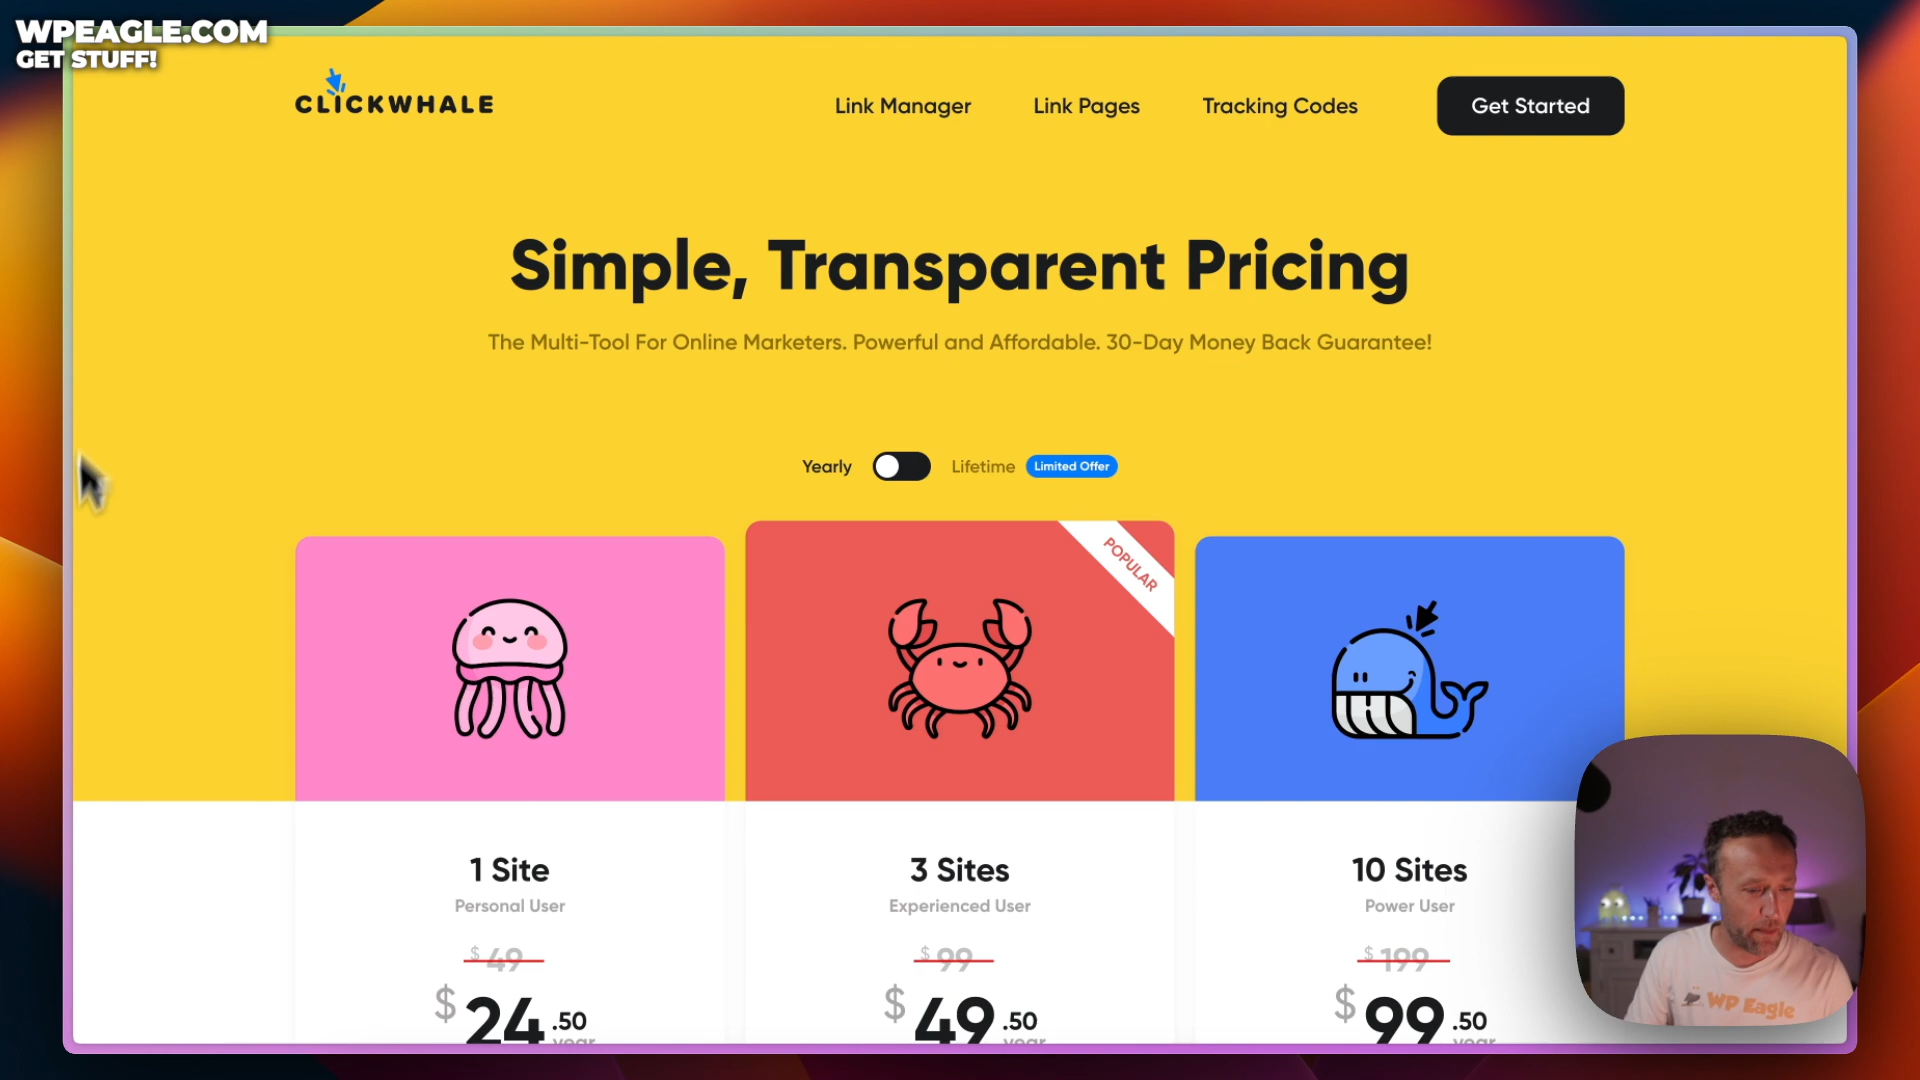 WPEAGLE.COM
GET STUFF!
CLICKWHALE
Link Manager
Link Pages
Tracking Codes
Get Started
Simple, Transparent Pricing
The Multi-Tool For Online Marketers. Powerful and Affordable. 30-Day Money Back Guarantee!
Yearly
Lifetime
Limited Offer
POPULAR
1 Site
Personal User
$49
$24.50
year
3 Sites
Experienced User
$99
$49.50
year
10 Sites
Power User
$199
$99.50
year
WP Eagle